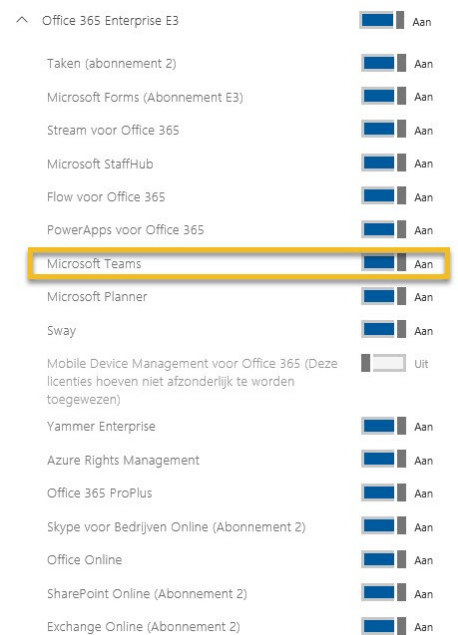 Office 365 Enterprise E3 Aan
Taken (abonnement 2) Aan
Microsoft Forms (Abonnement E3) Aan
Stream voor Office 365 Aan
Microsoft StaffHub Aan
Flow voor Office 365 Aan
PowerApps voor Office 365 Aan
Microsoft Teams Aan
Microsoft Planner Aan
Sway Aan
Mobile Device Management voor Office 365 (Deze Uit
licenties hoeven niet afzonderlijk te worden
toegewezen)
Yammer Enterprise Aan
Azure Rights Management Aan
Office 365 ProPlus Aan
Skype voor Bedrijven Online (Abonnement 2) Aan
Office Online Aan
SharePoint Online (Abonnement 2) Aan
Exchange Online (Abonnement 2) Aan